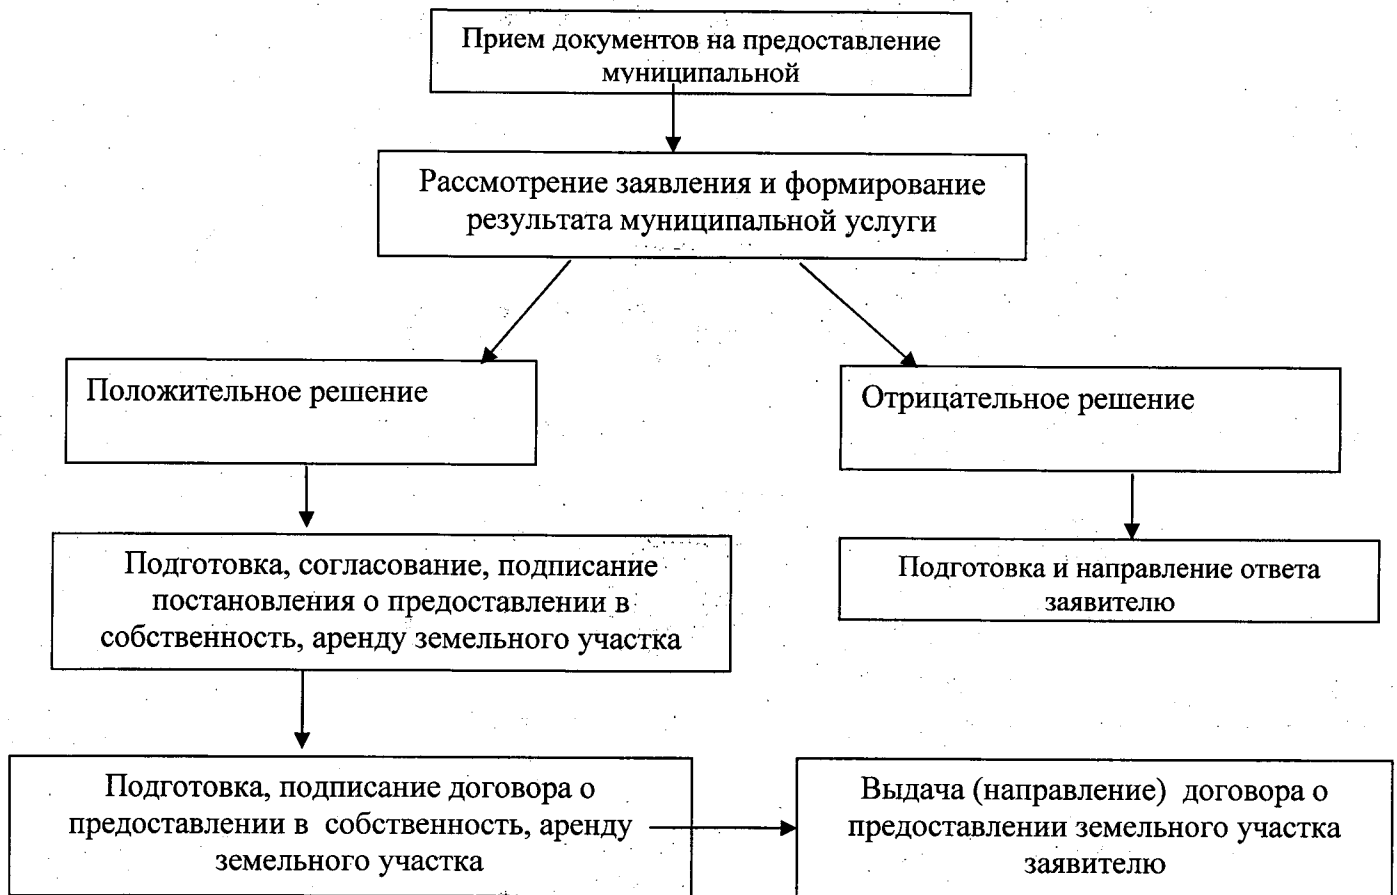 Прием документов на предоставление
муниципальной
Рассмотрение заявления и формирование
результата муниципальной услуги
Положительное решение
Отрицательное решение
Подготовка, согласование, подписание
постановления о предоставлении в
собственность, аренду земельного участка
Подготовка и направление ответа
заявителю
Подготовка, подписание договора о
предоставлении в собственность, аренду
земельного участка
Выдача (направление) договора о
предоставлении земельного участка
заявителю